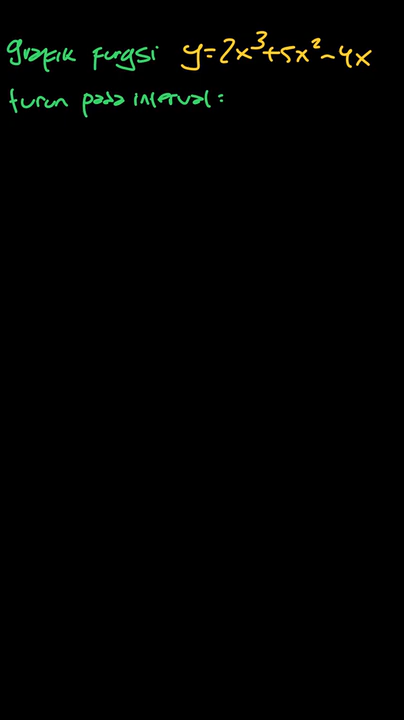 Grafik fungsi y=2x³+5x²-4x
turun pada interval :